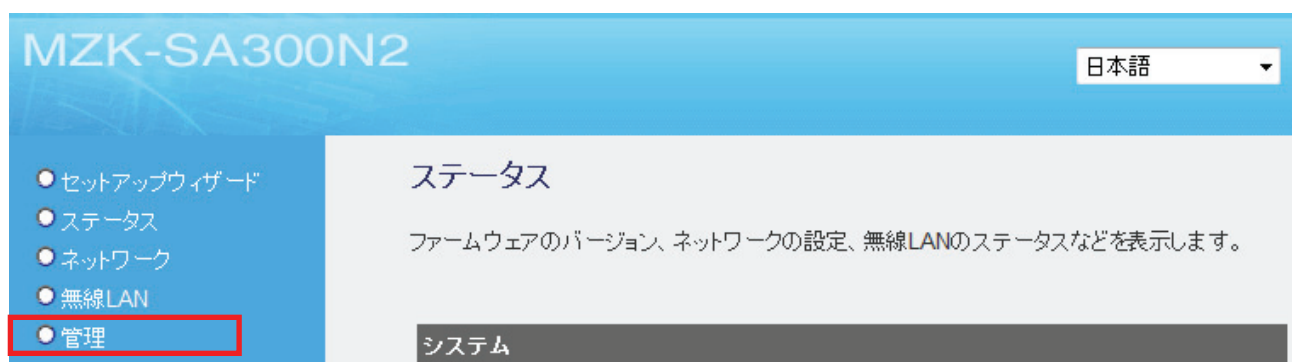 MZK-SA300N2
日本語
セットアップウィザード
ステータス
ネットワーク
無線LAN
管理
ステータス
ファームウェアのバージョン、ネットワークの設定、無線LANのステータスなどを表示します。
システム